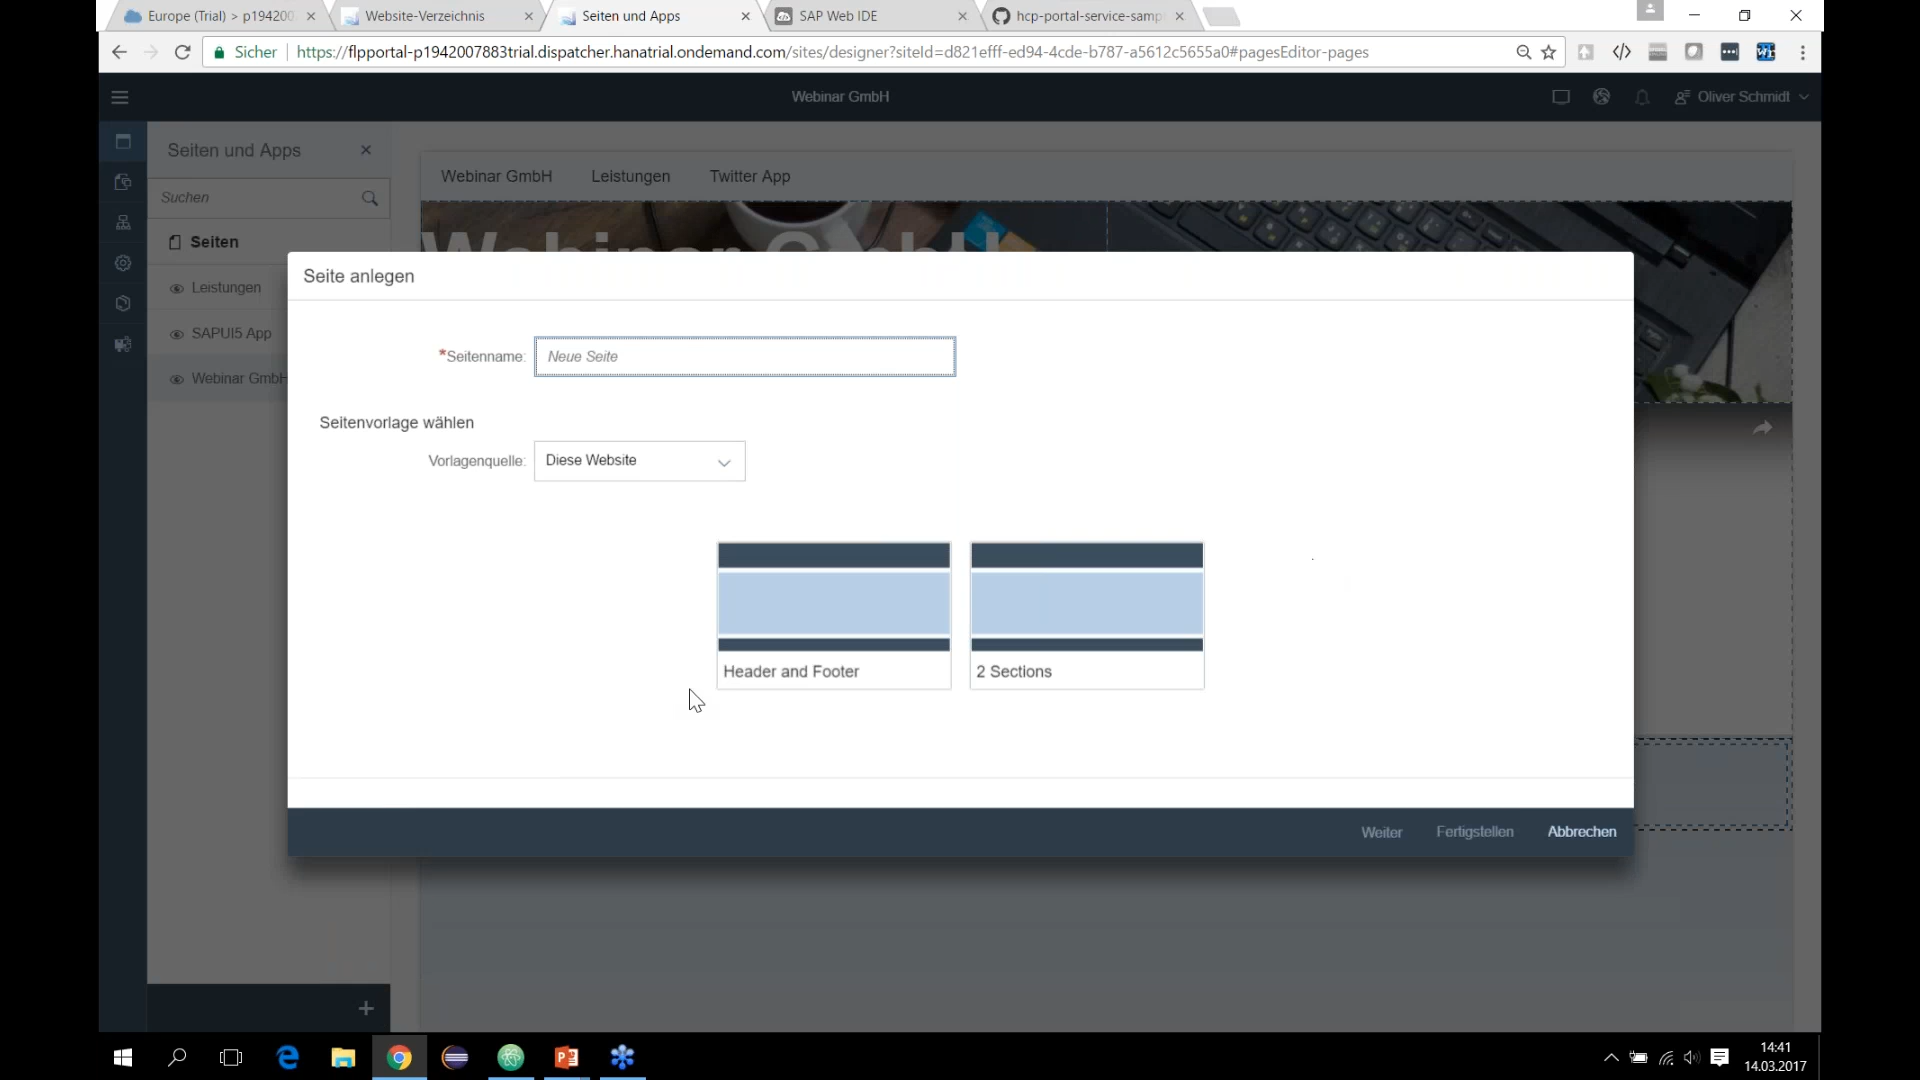 Europe (Trial) > p194200
Website-Verzeichnis
Seiten und Apps
SAP Web IDE
hcp-portal-service-samp
Sicher
https://flpportal-p1942007883trial.dispatcher.hanatrial.ondemand.com/sites/designer?siteId=d821efff-ed94-4cde-b787-a5612c5655a0#pagesEditor-pages
Webinar GmbH
Oliver Schmidt
Seiten und Apps
Suchen
Seiten
Leistungen
SAPUI5 App
Webinar GmbH
Webinar GmbH
Leistungen
Twitter App
Webinar GmbH
Seite anlegen
*Seitenname:
Neue Seite
Seitenvorlage wählen
Vorlagenquelle:
Diese Website
Header and Footer
2 Sections
Weiter
Fertigstellen
Abbrechen
14:41
14.03.2017